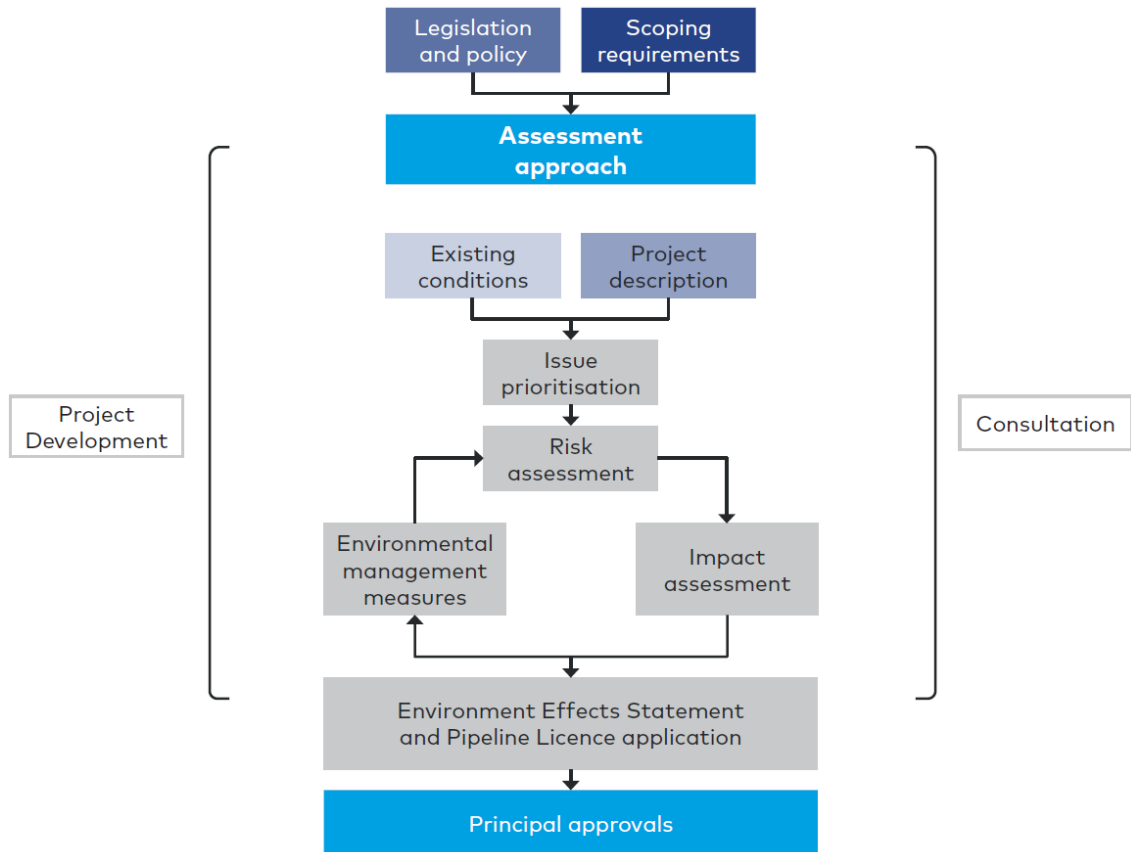 Legislation
and policy
Scoping
requirements
Assessment
approach
Existing
conditions
Project
description
Issue
prioritisation
Project
Development
Consultation
Risk
assessment
Environmental
management
measures
Impact
assessment
Environment Effects Statement
and Pipeline Licence application
Principal approvals